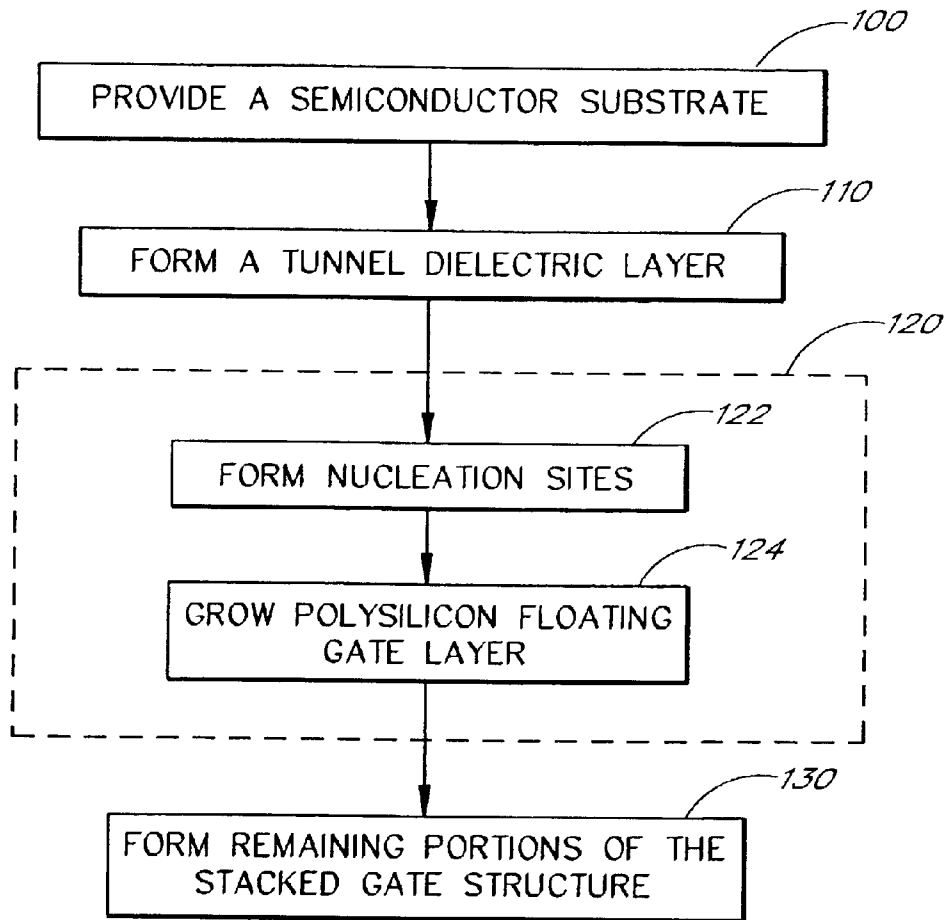 100
PROVIDE A SEMICONDUCTOR SUBSTRATE
110
FORM A TUNNEL DIELECTRIC LAYER
120
122
FORM NUCLEATION SITES
124
GROW POLYSILICON FLOATING
GATE LAYER
130
FORM REMAINING PORTIONS OF THE
STACKED GATE STRUCTURE